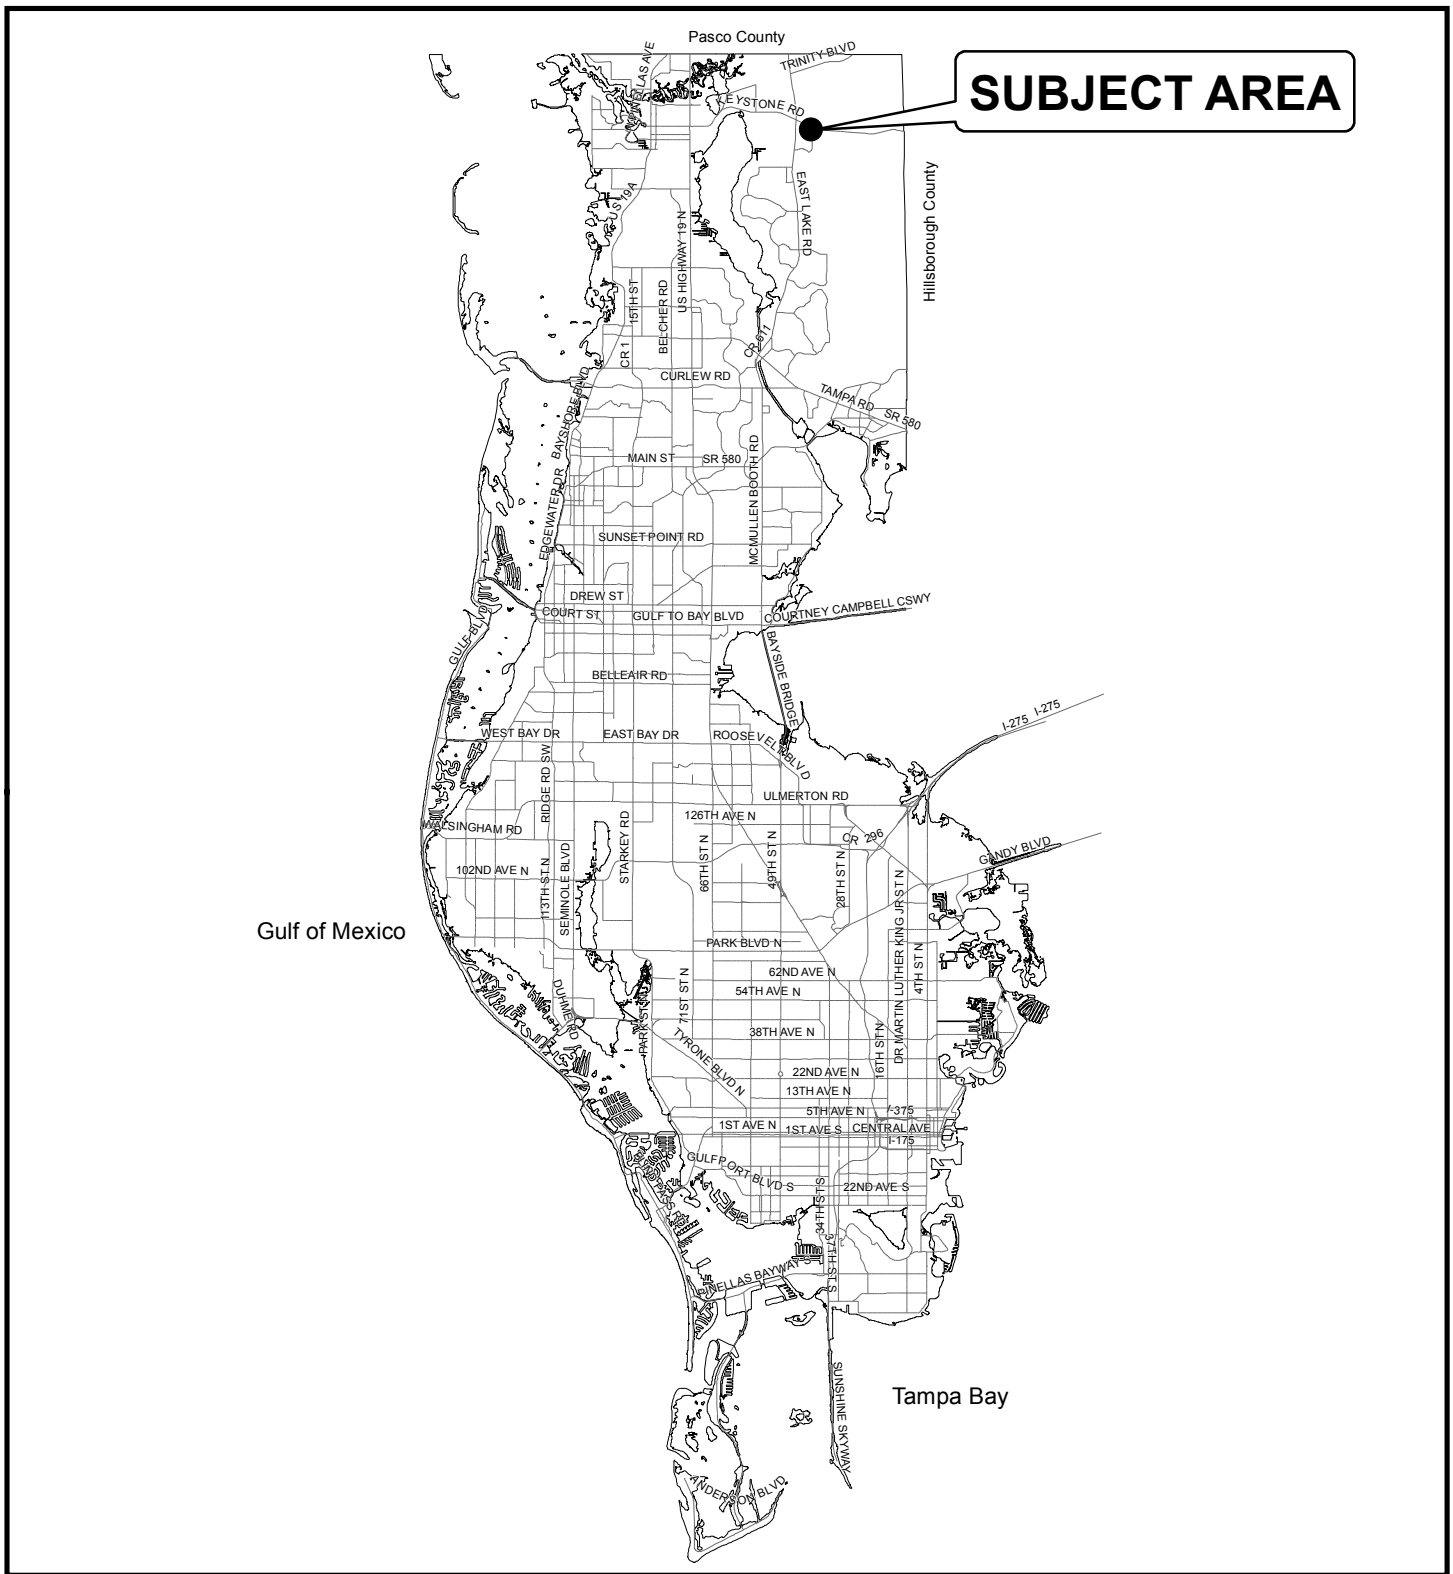 Pasco County
TRINITY BLVD
SUBJECT AREA
KEYSTONE RD
Hillsborough County
EAST LAKE RD
US 19A
US HIGHWAY 19 N
15TH ST
BELCHER RD
CR 1
CR 611
CURLEW RD
TAMPA RD
SR 580
BAYSHORE BLVD
MAIN ST
SR 580
MCMULLEN BOOTH RD
EDGEWATER DR
SUNSET POINT RD
DREW ST
COURT ST
GULF TO BAY BLVD
COURTNEY CAMPBELL CSWY
GULF BLVD
BAYSIDE BRIDGE
BELLEAIR RD
I-275
I-275
WEST BAY DR
EAST BAY DR
ROOSEVELT BLVD
RIDGE RD SW
ULMERTON RD
126TH AVE N
WALSINGHAM RD
STARKEY RD
CR 296
GANDY BLVD
102ND AVE N
113TH ST N
SEMINOLE BLVD
66TH ST N
49TH ST N
28TH ST N
DR MARTIN LUTHER KING JR ST N
Gulf of Mexico
PARK BLVD N
4TH ST N
62ND AVE N
54TH AVE N
71ST ST N
DUHME RD
PARK ST N
38TH AVE N
TYRONE BLVD N
16TH ST N
22ND AVE N
13TH AVE N
5TH AVE N
I-375
1ST AVE N
1ST AVE S
CENTRAL AVE
I-175
GULFPORT BLVD S
22ND AVE S
34TH ST S
37TH ST S
PINELLAS BAYWAY S
SUNSHINE SKYWAY
Tampa Bay
ANDERSON BLVD